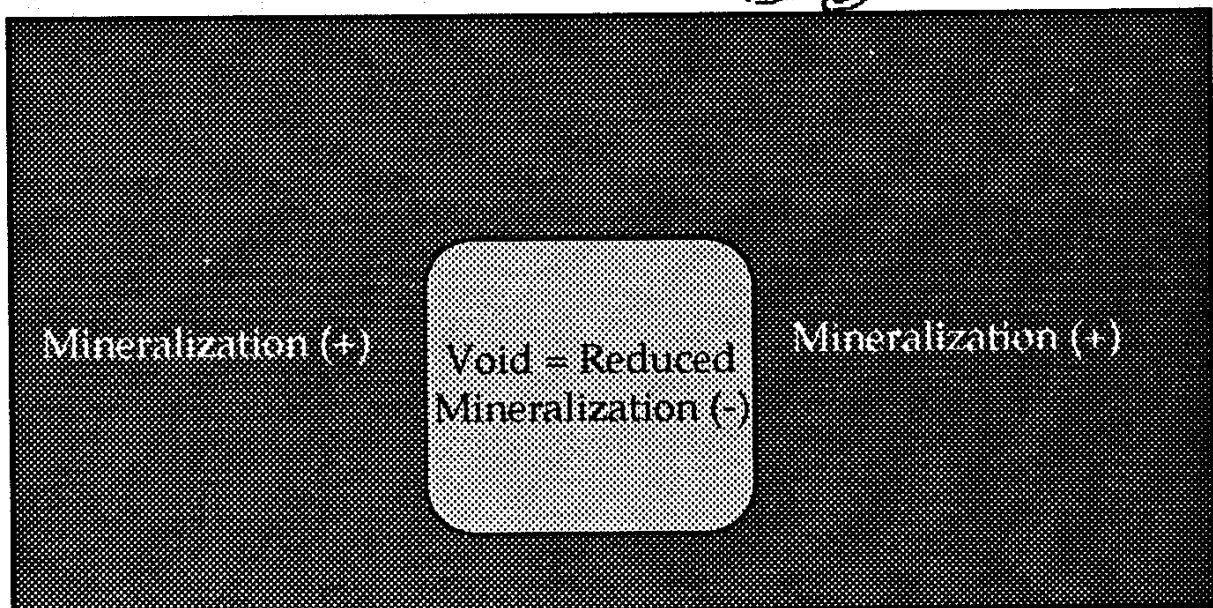 Mineralization (+)
Void = Reduced
Mineralization (-)
Mineralization (+)